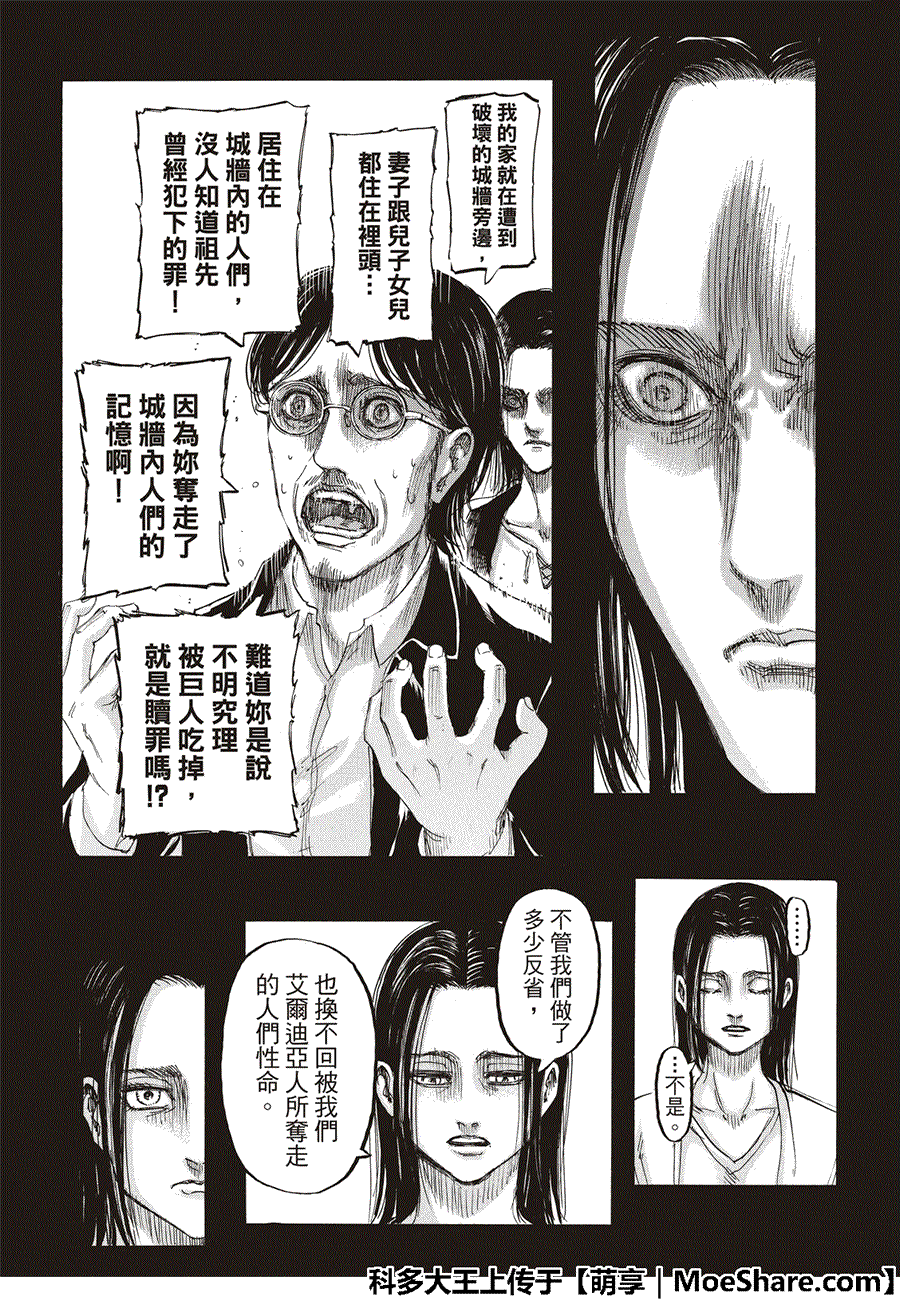 我的家就在遭到
破壞的城牆旁邊，
妻子跟兒子女兒
都住在裡頭…
居住在
城牆內的人們，
沒人知道祖先
曾經犯下的罪！
因為妳奪走了
城牆內人們的
記憶啊！
難道妳是說
不明究理
被巨人吃掉，
就是贖罪嗎!?
……
…不是。
不管我們做了
多少反省，
也換不回被我們
艾爾迪亞人所奪走
的人們性命。
科多大王上传于【萌享｜MoeShare.com】